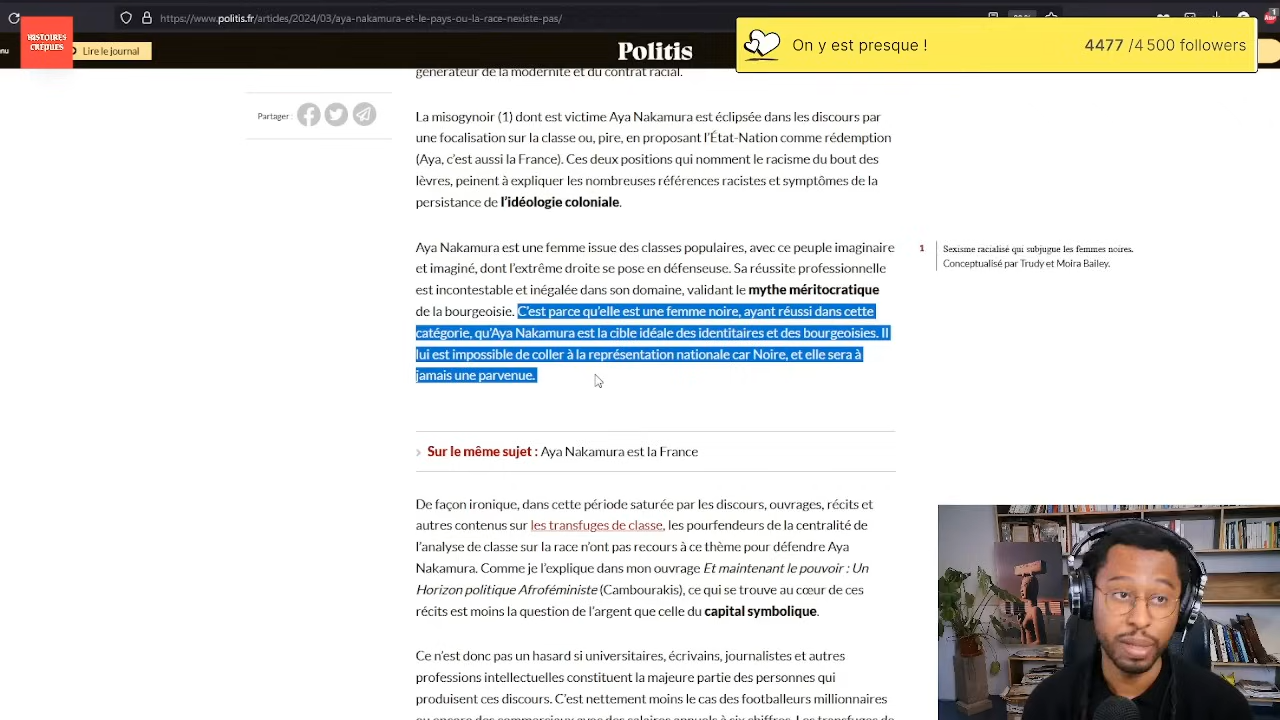 https://www.politis.fr/articles/2024/03/aya-nakamura-et-le-pays-ou-la-race-nexiste-pas/
HISTOIRES
CRÉPUES
nu
Lire le journal
Politis
On y est presque !
4477 /4 500 followers
générateur de la modernité et du contrat racial.
Partager :
La misogynoir (1) dont est victime Aya Nakamura est éclipsée dans les discours par
une focalisation sur la classe ou, pire, en proposant l’État-Nation comme rédemption
(Aya, c’est aussi la France). Ces deux positions qui nomment le racisme du bout des
lèvres, peinent à expliquer les nombreuses références racistes et symptômes de la
persistance de l’idéologie coloniale.
Aya Nakamura est une femme issue des classes populaires, avec ce peuple imaginaire
et imaginé, dont l’extrême droite se pose en défenseuse. Sa réussite professionnelle
est incontestable et inégalée dans son domaine, validant le mythe méritocratique
de la bourgeoisie. C’est parce qu’elle est une femme noire, ayant réussi dans cette
catégorie, qu’Aya Nakamura est la cible idéale des identitaires et des bourgeoisies. Il
lui est impossible de coller à la représentation nationale car Noire, et elle sera à
jamais une parvenue.
1
Sexisme racialisé qui subjugue les femmes noires.
Conceptualisé par Trudy et Moira Bailey.
Sur le même sujet : Aya Nakamura est la France
De façon ironique, dans cette période saturée par les discours, ouvrages, récits et
autres contenus sur les transfuges de classe, les pourfendeurs de la centralité de
l’analyse de classe sur la race n’ont pas recours à ce thème pour défendre Aya
Nakamura. Comme je l’explique dans mon ouvrage Et maintenant le pouvoir : Un
Horizon politique Afroféministe (Cambourakis), ce qui se trouve au cœur de ces
récits est moins la question de l’argent que celle du capital symbolique.
Ce n’est donc pas un hasard si universitaires, écrivains, journalistes et autres
professions intellectuelles constituent la majeure partie des personnes qui
produisent ces discours. C’est nettement moins le cas des footballeurs millionnaires
ou encore des commerciaux avec des salaires annuels à six chiffres. Les transfuges de